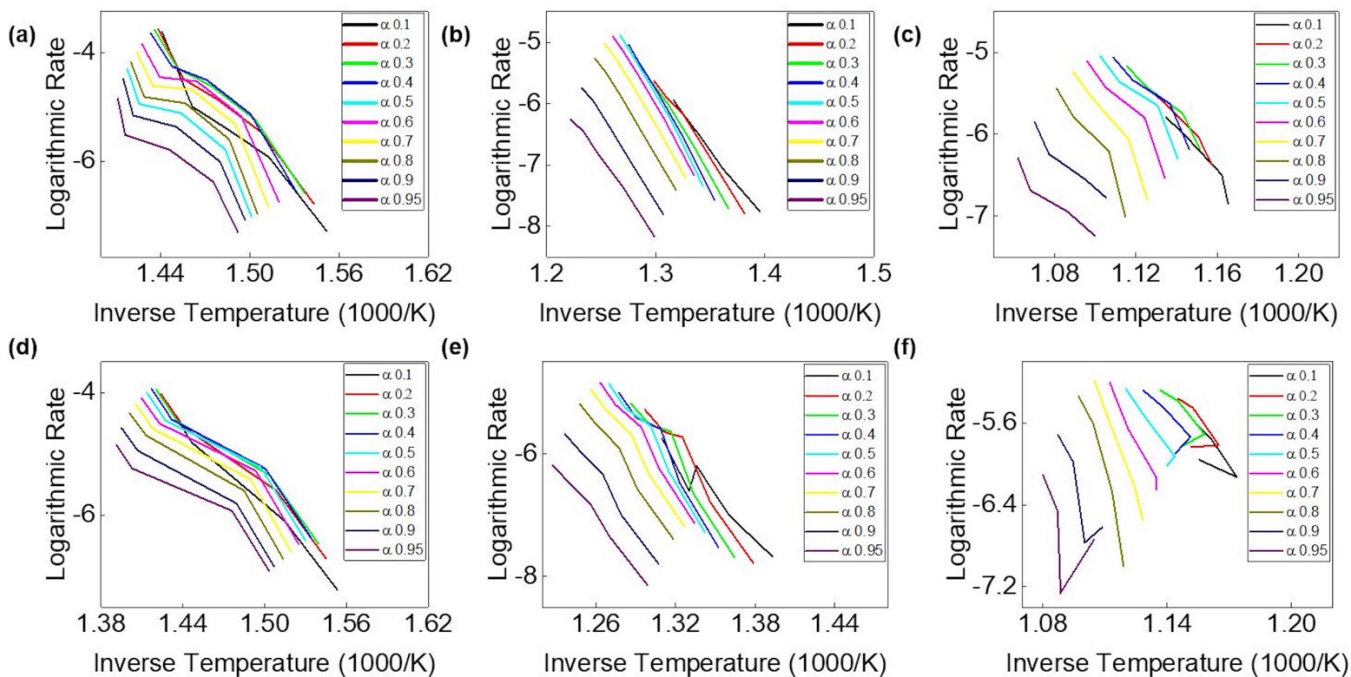 (a)
Logarithmic Rate
-4
-6
1.44 1.50 1.56 1.62
Inverse Temperature (1000/K)
α 0.1
α 0.2
α 0.3
α 0.4
α 0.5
α 0.6
α 0.7
α 0.8
α 0.9
α 0.95
(b)
Logarithmic Rate
-4
-5
-6
-7
-8
1.2 1.3 1.4 1.5
Inverse Temperature (1000/K)
α 0.1
α 0.2
α 0.3
α 0.4
α 0.5
α 0.6
α 0.7
α 0.8
α 0.9
α 0.95
(c)
Logarithmic Rate
-5
-6
-7
1.08 1.12 1.16 1.20
Inverse Temperature (1000/K)
α 0.1
α 0.2
α 0.3
α 0.4
α 0.5
α 0.6
α 0.7
α 0.8
α 0.9
α 0.95
(d)
Logarithmic Rate
-4
-6
1.38 1.44 1.50 1.56 1.62
Inverse Temperature (1000/K)
α 0.1
α 0.2
α 0.3
α 0.4
α 0.5
α 0.6
α 0.7
α 0.8
α 0.9
α 0.95
(e)
Logarithmic Rate
-6
-8
1.26 1.32 1.38 1.44
Inverse Temperature (1000/K)
α 0.1
α 0.2
α 0.3
α 0.4
α 0.5
α 0.6
α 0.7
α 0.8
α 0.9
α 0.95
(f)
Logarithmic Rate
-5.6
-6.4
-7.2
1.08 1.14 1.20
Inverse Temperature (1000/K)
α 0.1
α 0.2
α 0.3
α 0.4
α 0.5
α 0.6
α 0.7
α 0.8
α 0.9
α 0.95